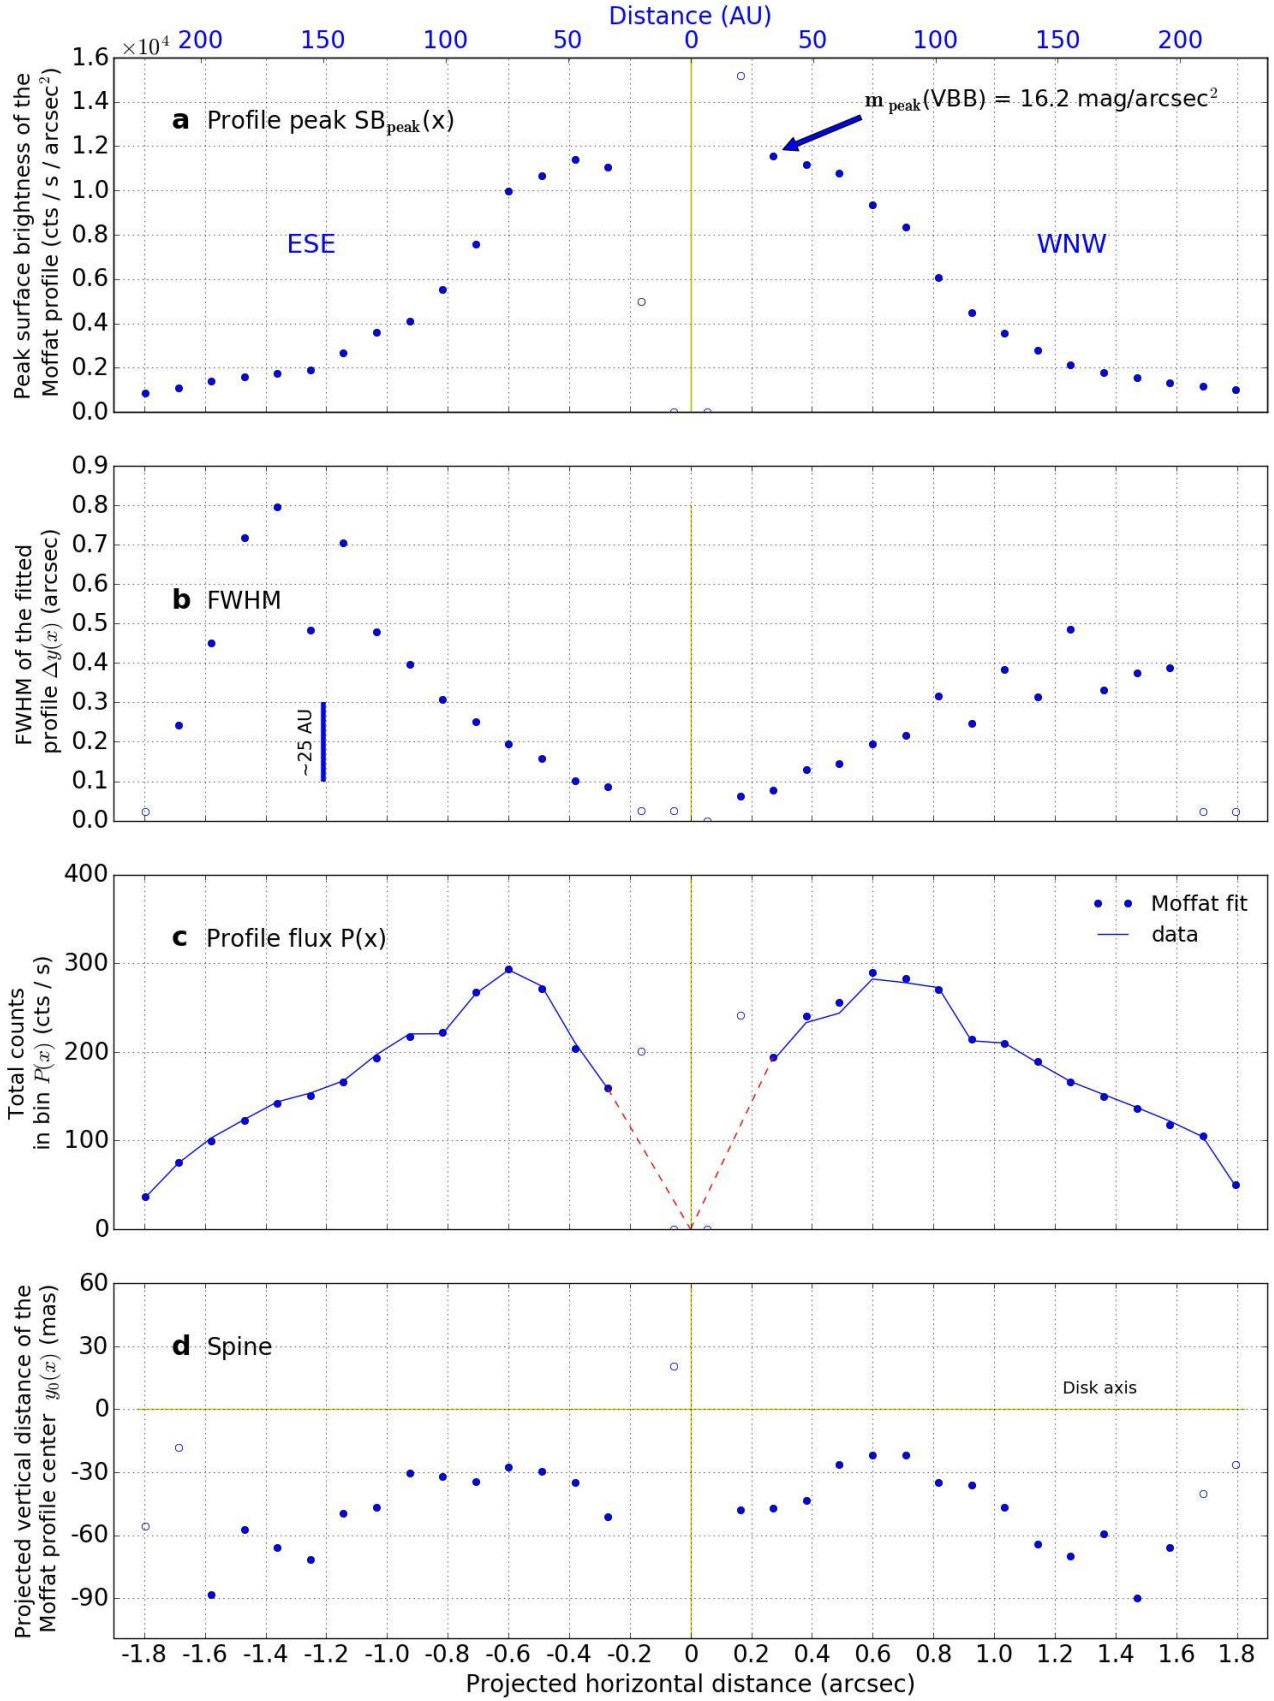 Distance (AU)
×10⁴ 200 150 100 50 0 50 100 150 200
1.6
1.4
1.2
1.0
0.8
0.6
0.4
0.2
0.0
Peak surface brightness of the
Moffat profile (cts / s / arcsec²)
a Profile peak SB_peak(x)
m_peak(VBB) = 16.2 mag/arcsec²
ESE
WNW
0.9
0.8
0.7
0.6
0.5
0.4
0.3
0.2
0.1
0.0
FWHM of the fitted
profile Δy(x) (arcsec)
b FWHM
~25 AU
400
300
200
100
0
Total counts
in bin P(x) (cts / s)
c Profile flux P(x)
Moffat fit
data
60
30
0
-30
-60
-90
Projected vertical distance of the
Moffat profile center y₀(x) (mas)
d Spine
Disk axis
-1.8 -1.6 -1.4 -1.2 -1.0 -0.8 -0.6 -0.4 -0.2 0 0.2 0.4 0.6 0.8 1.0 1.2 1.4 1.6 1.8
Projected horizontal distance (arcsec)